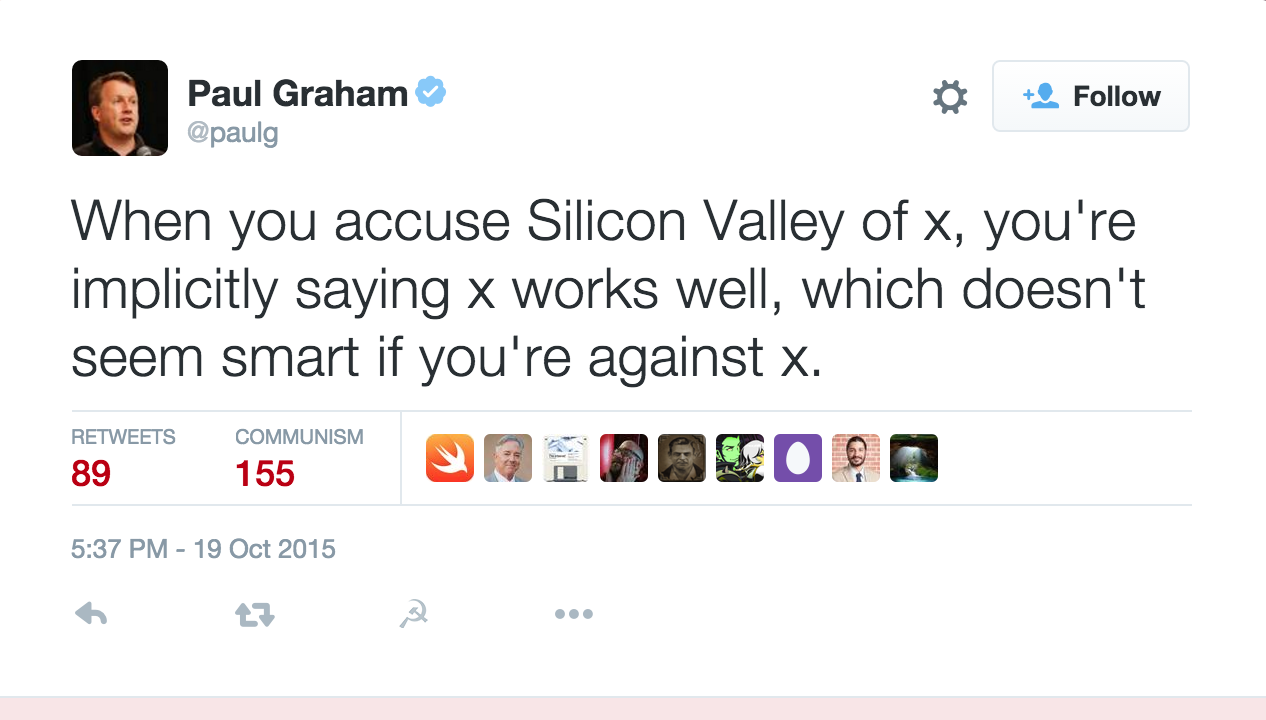 Paul Graham
@paulg
Follow
When you accuse Silicon Valley of x, you're
implicitly saying x works well, which doesn't
seem smart if you're against x.
RETWEETS
89
COMMUNISM
155
5:37 PM - 19 Oct 2015